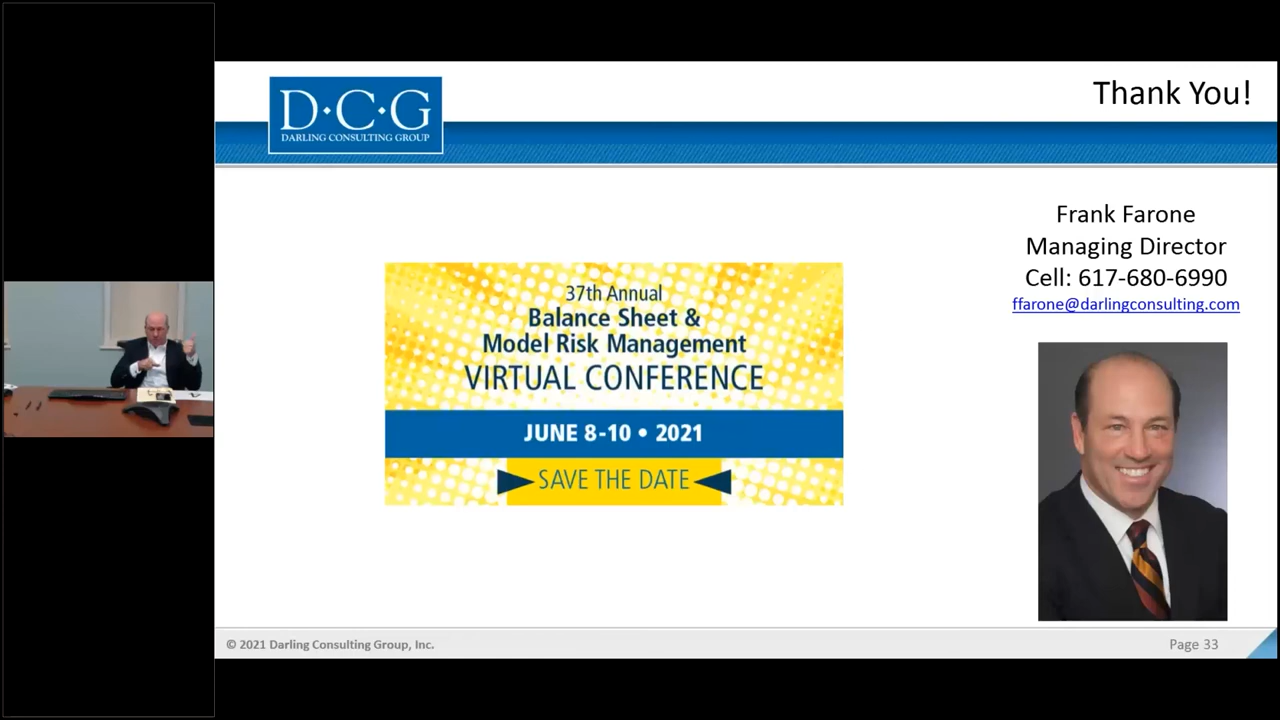 D·C·G
DARLING CONSULTING GROUP
Thank You!
Frank Farone
Managing Director
Cell: 617-680-6990
ffarone@darlingconsulting.com
37th Annual
Balance Sheet &
Model Risk Management
VIRTUAL CONFERENCE
JUNE 8-10 • 2021
SAVE THE DATE
© 2021 Darling Consulting Group, Inc.
Page 33